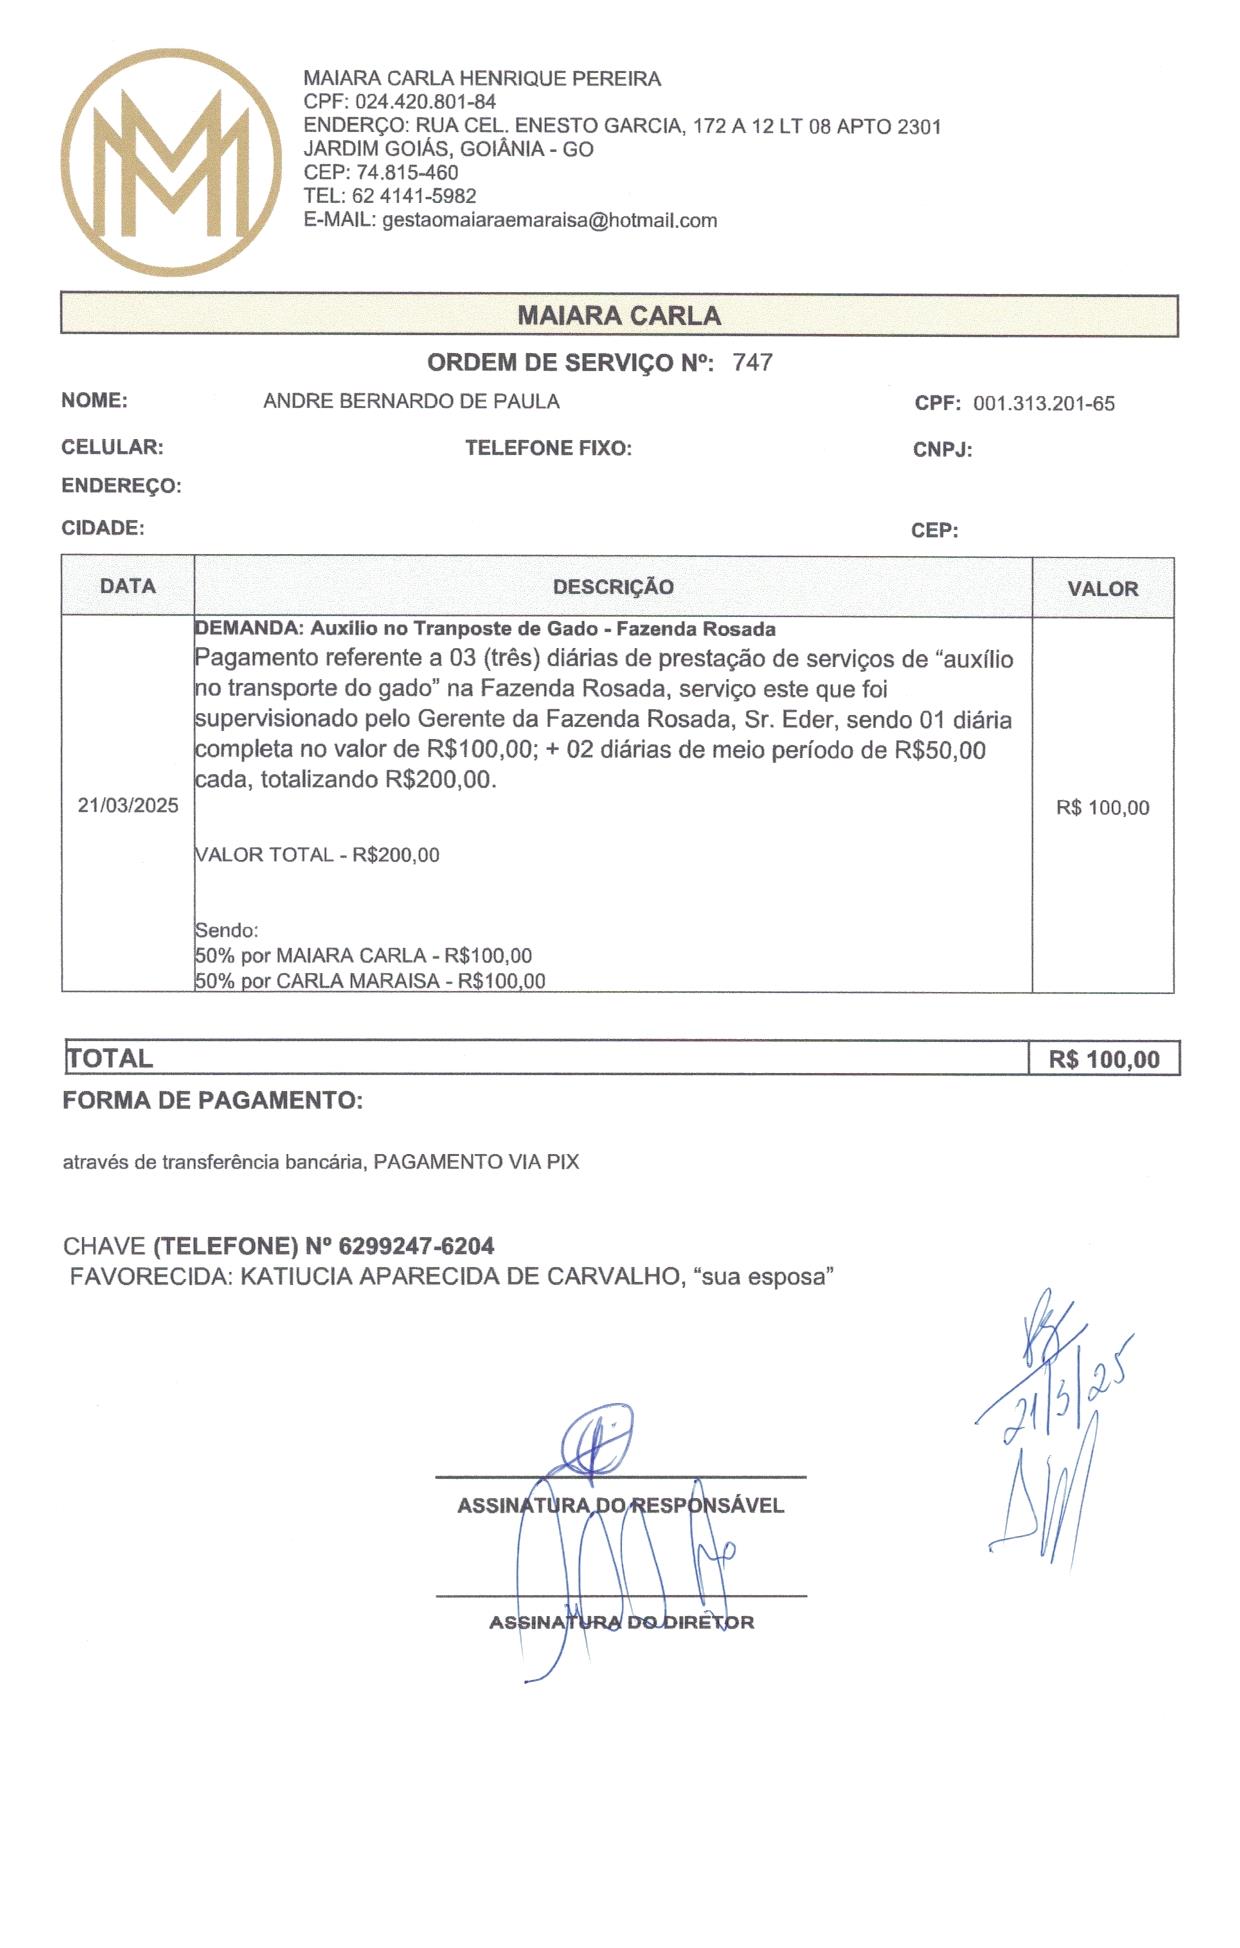 MAIARA CARLA HENRIQUE PEREIRA
CPF: 024.420.801-84
ENDERÇO: RUA CEL. ENESTO GARCIA, 172 A 12 LT 08 APTO 2301
JARDIM GOIÁS, GOIÂNIA - GO
CEP: 74.815-460
TEL: 62 4141-5982
E-MAIL: gestaomaiaraemaraisa@hotmail.com
MAIARA CARLA
ORDEM DE SERVIÇO Nº: 747
NOME: ANDRE BERNARDO DE PAULA CPF: 001.313.201-65
CELULAR: TELEFONE FIXO: CNPJ:
ENDEREÇO:
CIDADE: CEP:
DATA DESCRIÇÃO VALOR
DEMANDA: Auxílio no Tranposte de Gado - Fazenda Rosada
Pagamento referente a 03 (três) diárias de prestação de serviços de “auxílio
no transporte do gado” na Fazenda Rosada, serviço este que foi
supervisionado pelo Gerente da Fazenda Rosada, Sr. Eder, sendo 01 diária
completa no valor de R$100,00; + 02 diárias de meio período de R$50,00
cada, totalizando R$200,00.
21/03/2025 R$ 100,00
VALOR TOTAL - R$200,00
Sendo:
50% por MAIARA CARLA - R$100,00
50% por CARLA MARAISA - R$100,00
TOTAL R$ 100,00
FORMA DE PAGAMENTO:
através de transferência bancária, PAGAMENTO VIA PIX
CHAVE (TELEFONE) Nº 6299247-6204
FAVORECIDA: KATIUCIA APARECIDA DE CARVALHO, “sua esposa”
21/3/25
ASSINATURA DO RESPONSÁVEL
ASSINATURA DO DIRETOR